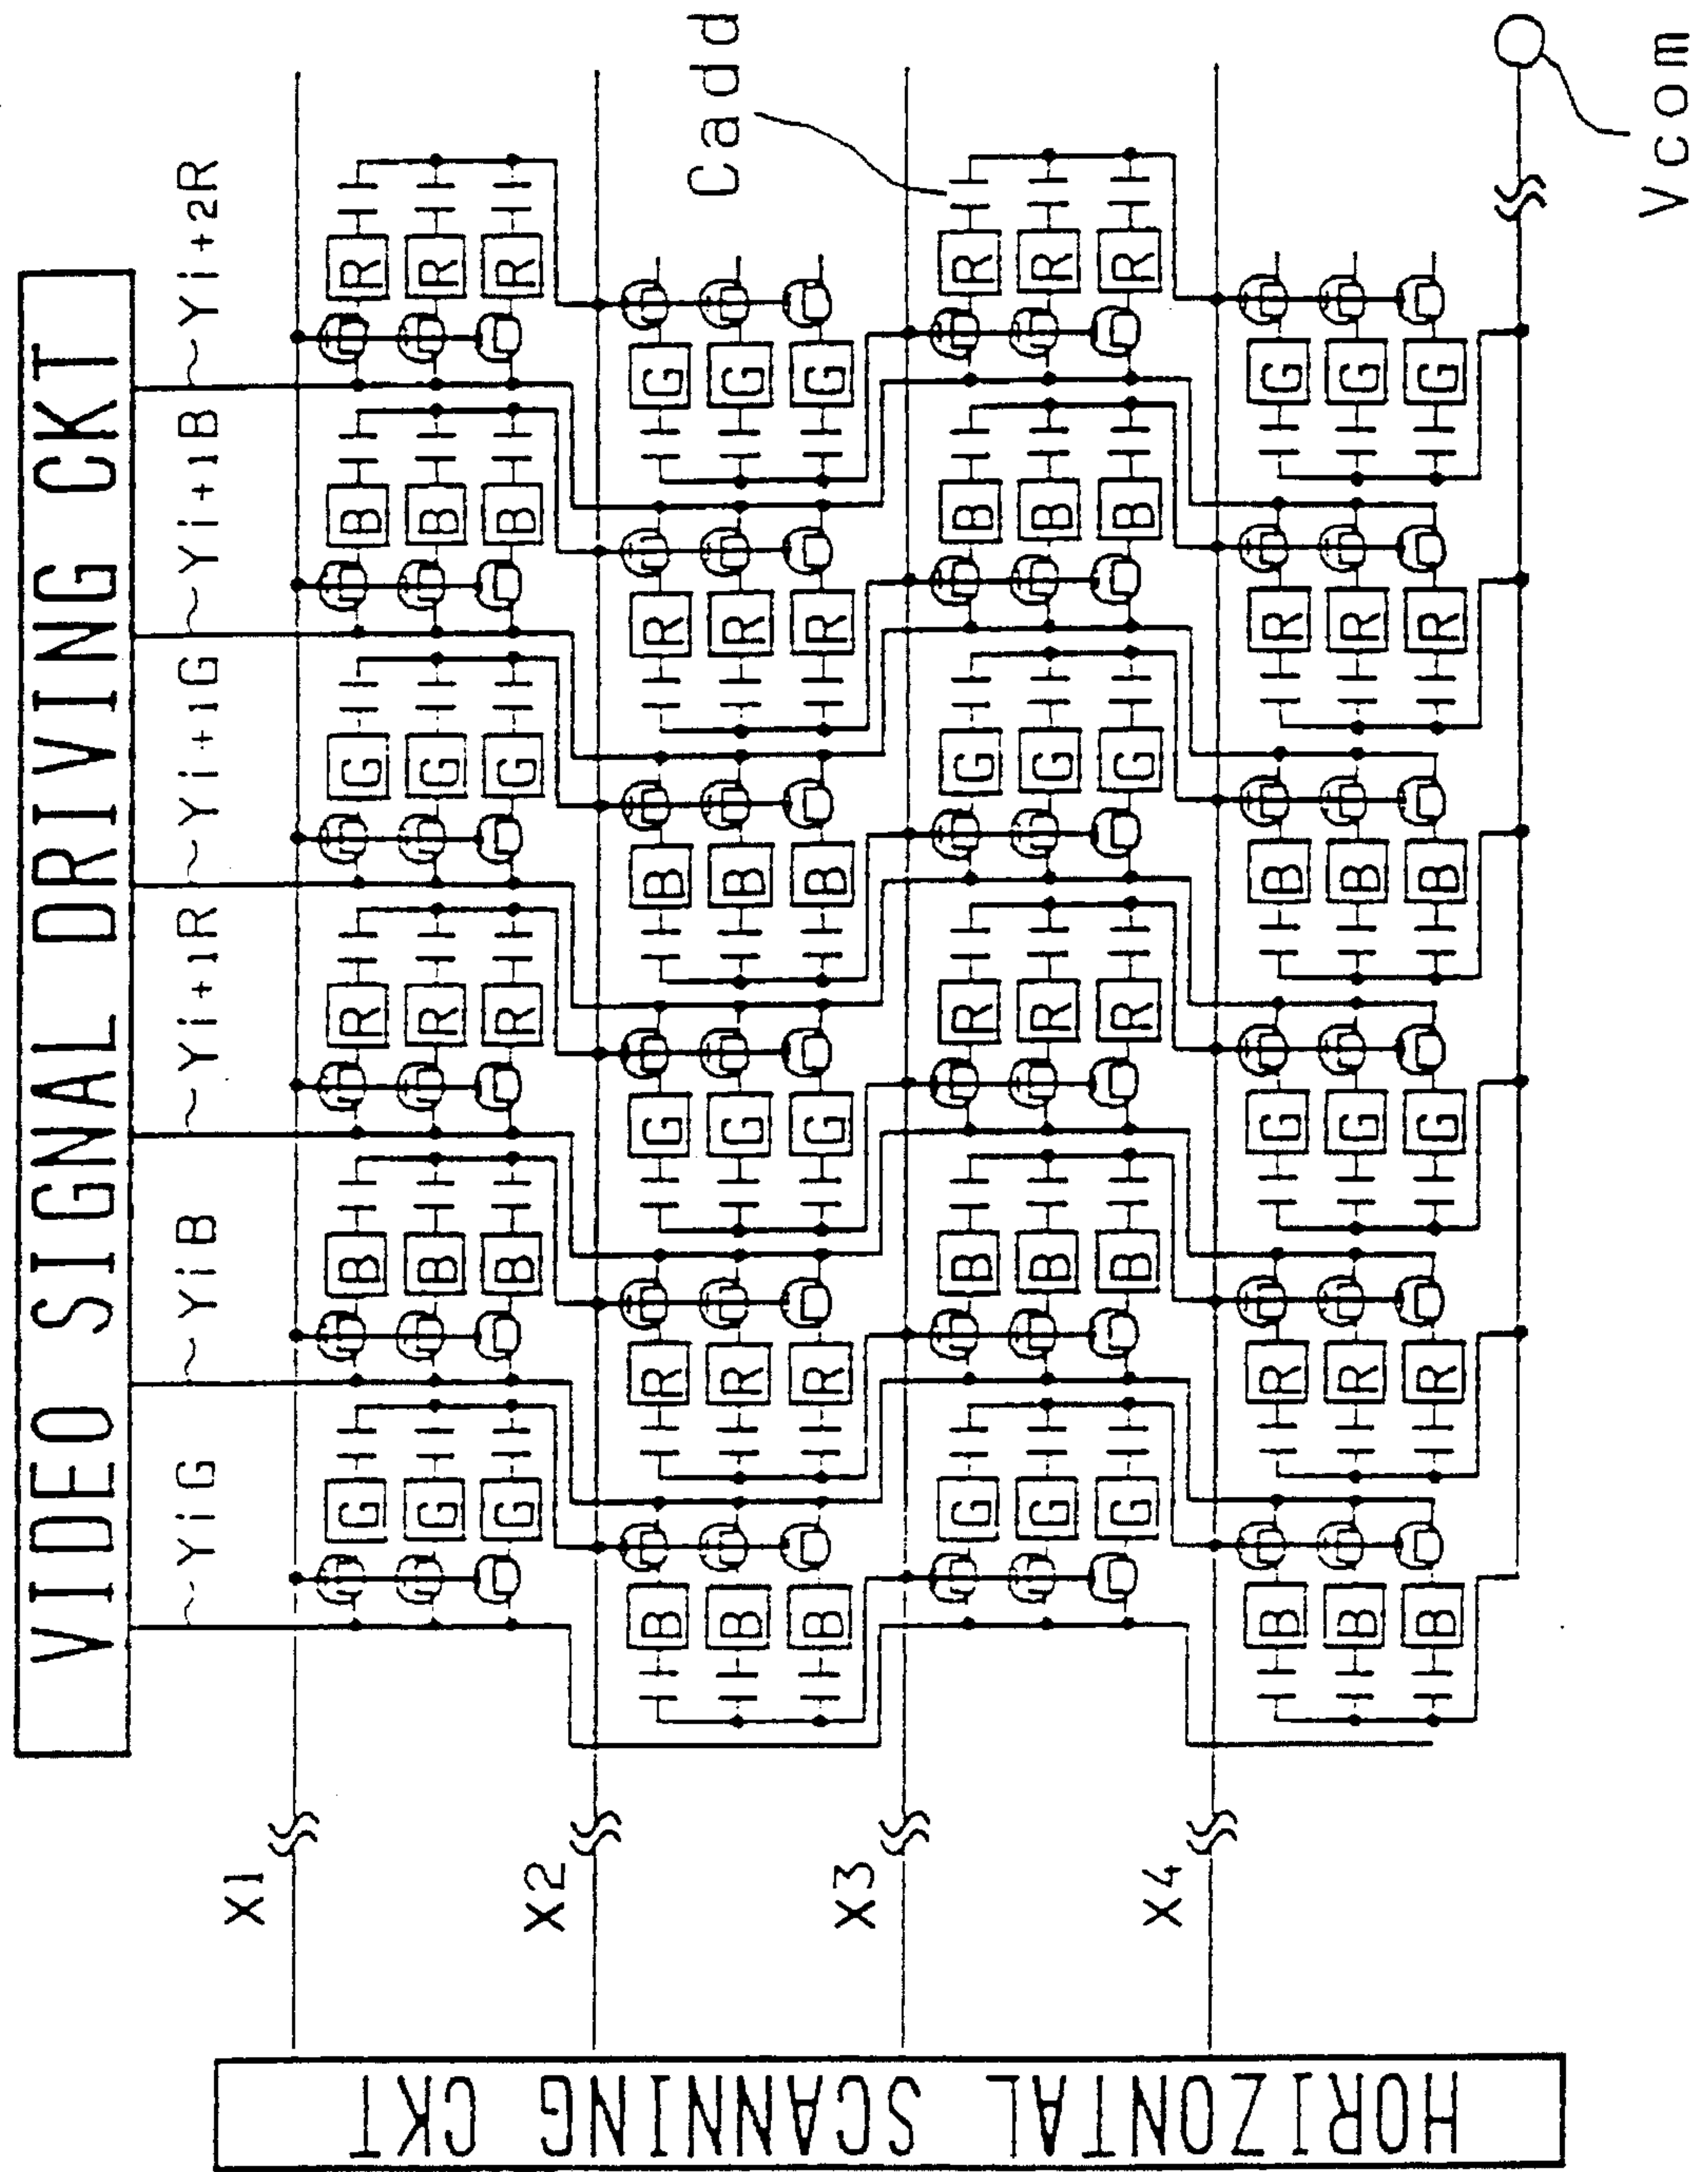 VIDEO SIGNAL DRIVING CKT
YiG YiB Yi+1R Yi+1G Yi+1B Yi+2R
HORIZONTAL SCANNING CKT
X1
G B R G B R
G B R G B R
G B R G B R
X2
B R G B R G
B R G B R G
B R G B R G
Cadd
X3
G B R G B R
G B R G B R
G B R G B R
X4
B R G B R G
B R G B R G
B R G B R G
Vcom